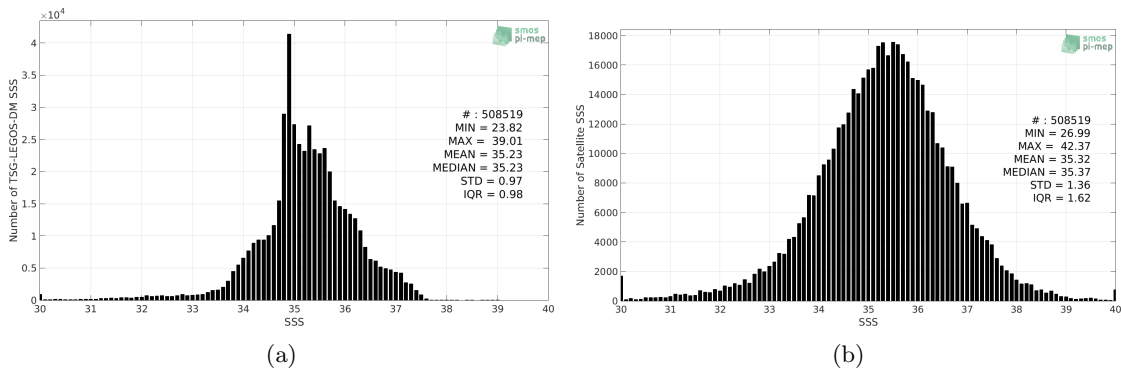 ×10⁴
smos
pi-mep
Number of TSG-LEGOS-DM SSS
4
3.5
3
2.5
2
1.5
1
0.5
0
# : 508519
MIN = 23.82
MAX = 39.01
MEAN = 35.23
MEDIAN = 35.23
STD = 0.97
IQR = 0.98
30 31 32 33 34 35 36 37 38 39 40
SSS
(a)
smos
pi-mep
Number of Satellite SSS
18000
16000
14000
12000
10000
8000
6000
4000
2000
0
# : 508519
MIN = 26.99
MAX = 42.37
MEAN = 35.32
MEDIAN = 35.37
STD = 1.36
IQR = 1.62
30 31 32 33 34 35 36 37 38 39 40
SSS
(b)